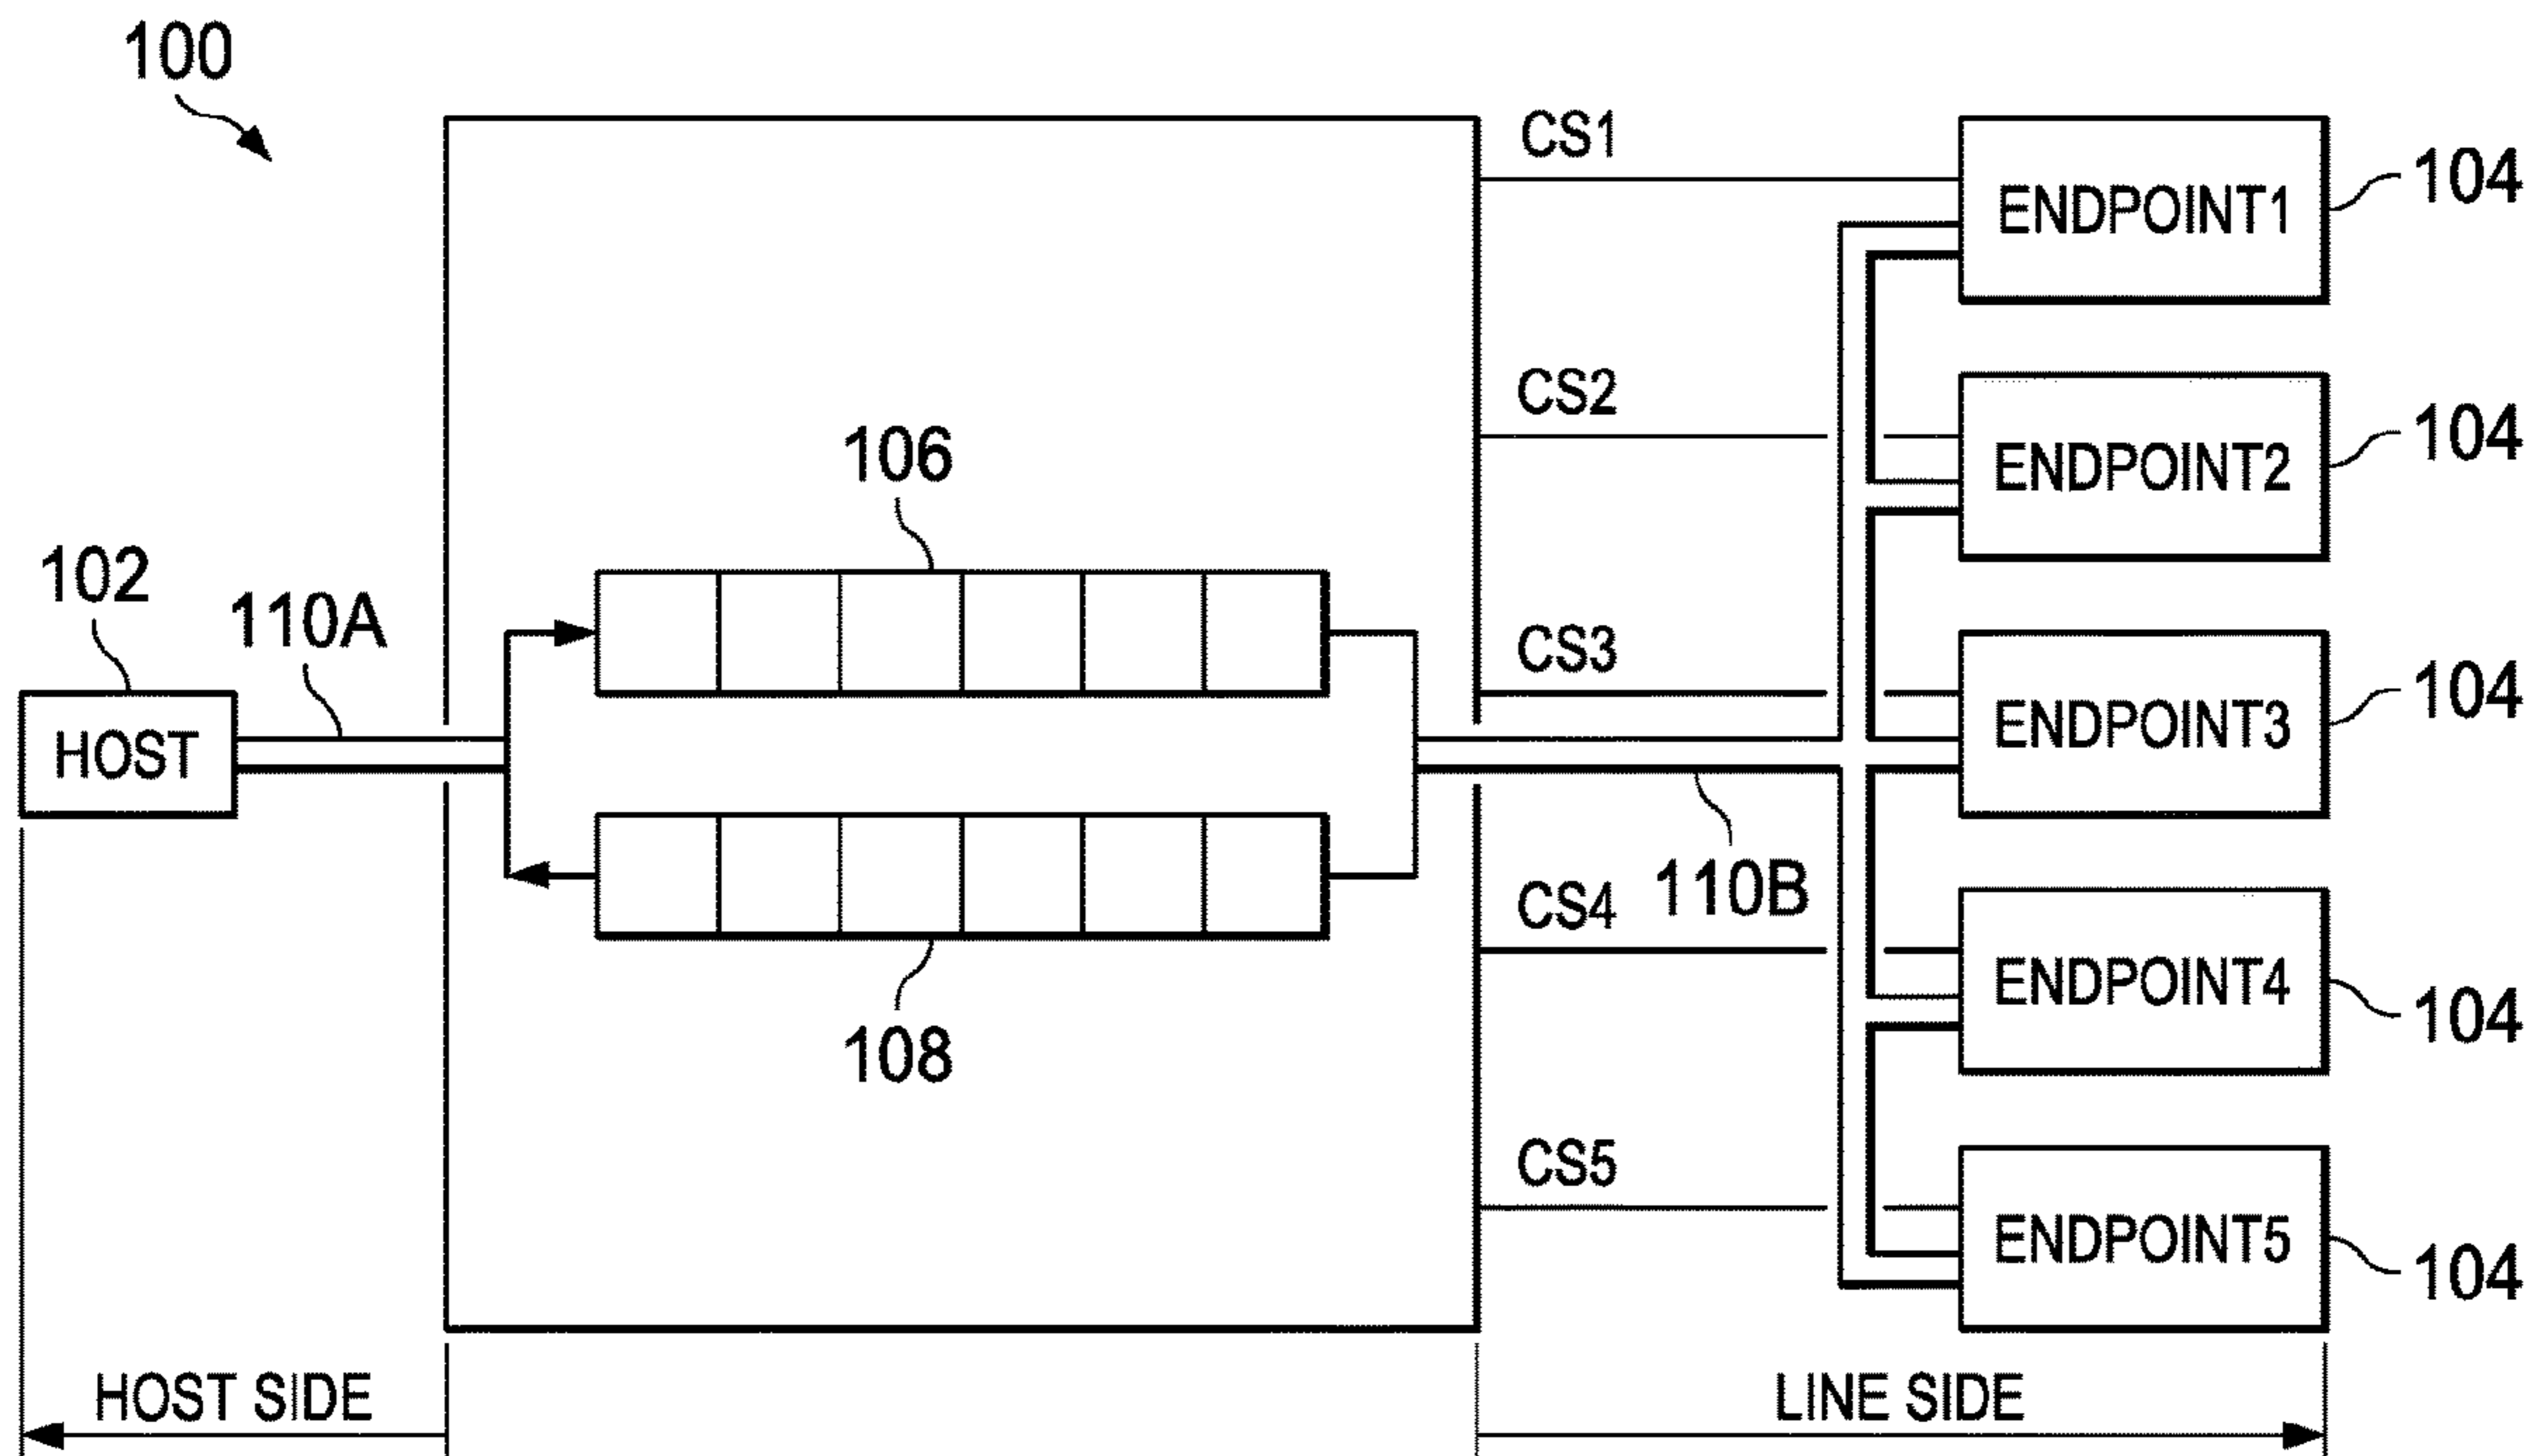 100
CS1
ENDPOINT1
104
CS2
ENDPOINT2
104
106
102
110A
CS3
ENDPOINT3
104
HOST
110B
CS4
ENDPOINT4
104
108
CS5
ENDPOINT5
104
HOST SIDE
LINE SIDE